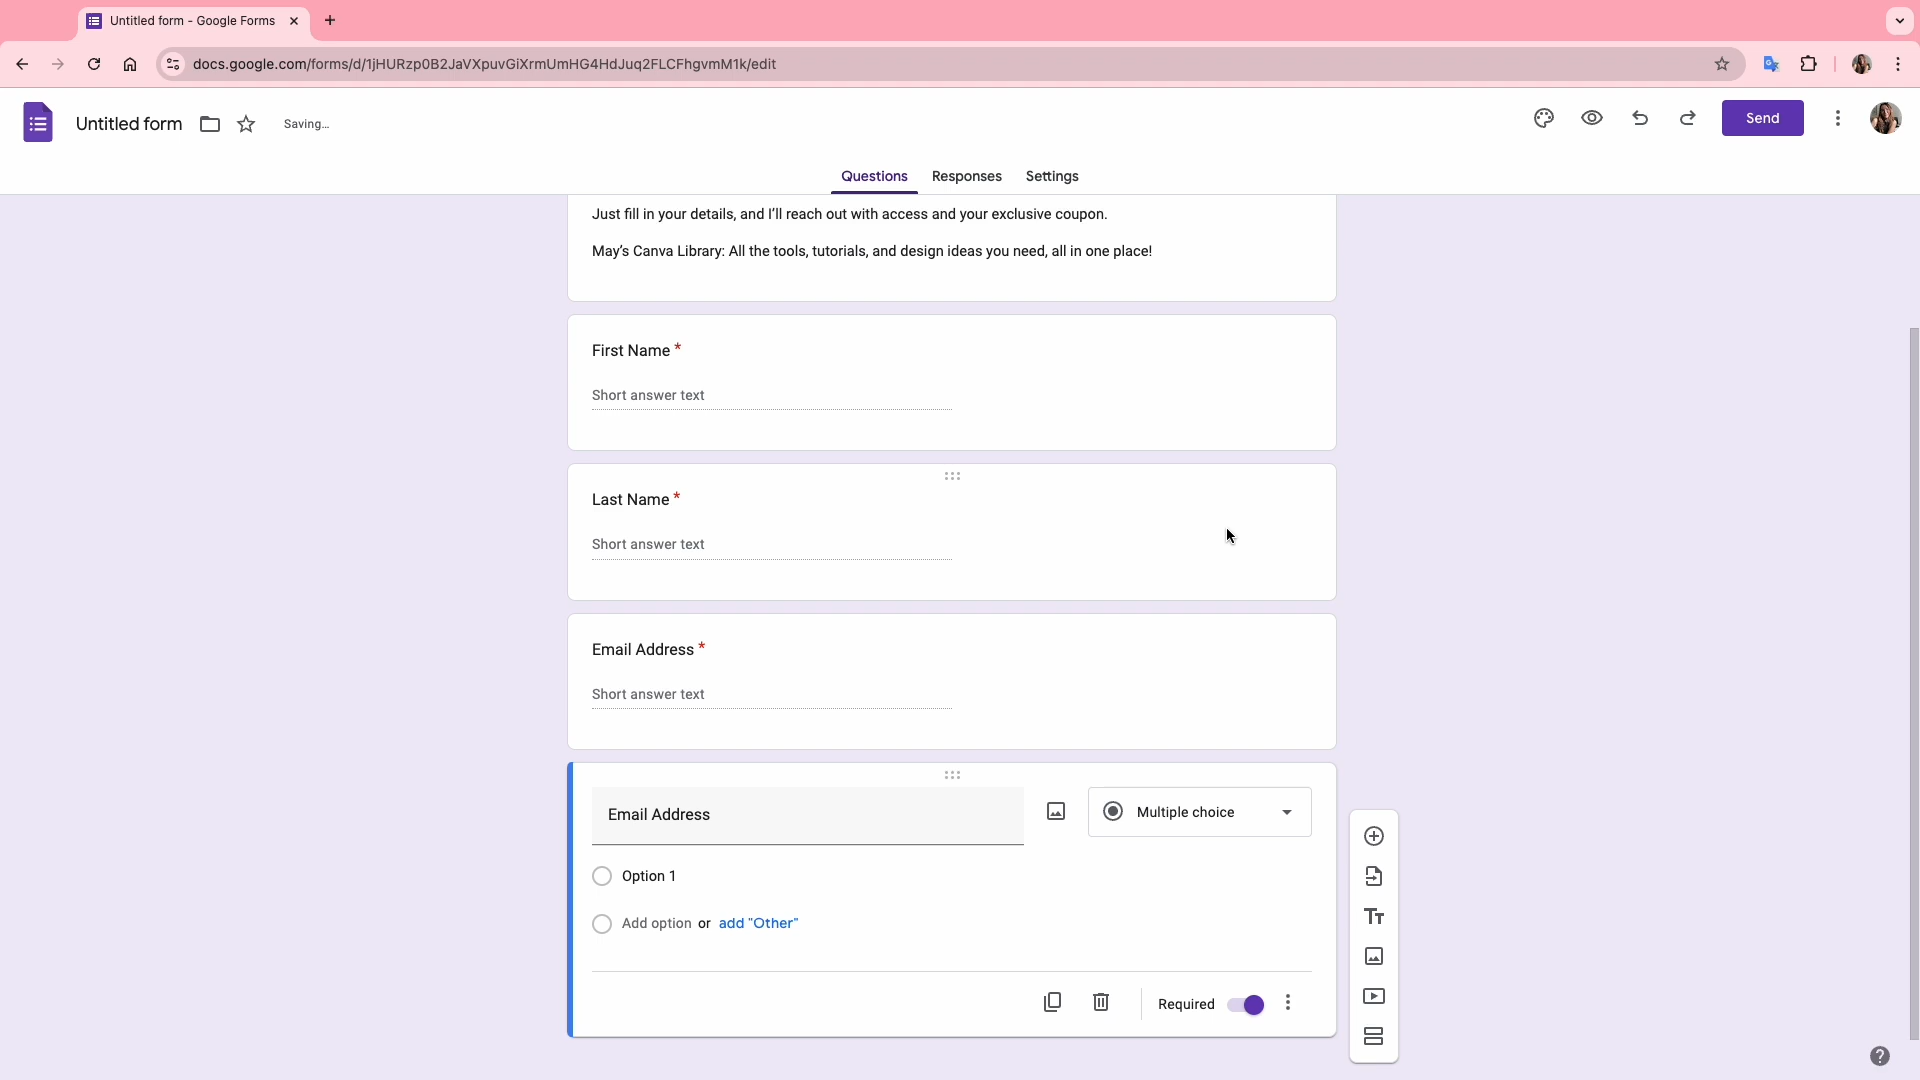 Untitled form - Google Forms
docs.google.com/forms/d/1jHURzp0B2JaVXpuvGiXrmUmHG4HdJuq2FLCFhgvmM1k/edit
Untitled form
Saving...
Send
Questions
Responses
Settings
Just fill in your details, and I’ll reach out with access and your exclusive coupon.
May’s Canva Library: All the tools, tutorials, and design ideas you need, all in one place!
First Name *
Short answer text
Last Name *
Short answer text
Email Address *
Short answer text
Email Address
Multiple choice
Option 1
Add option or add "Other"
Required